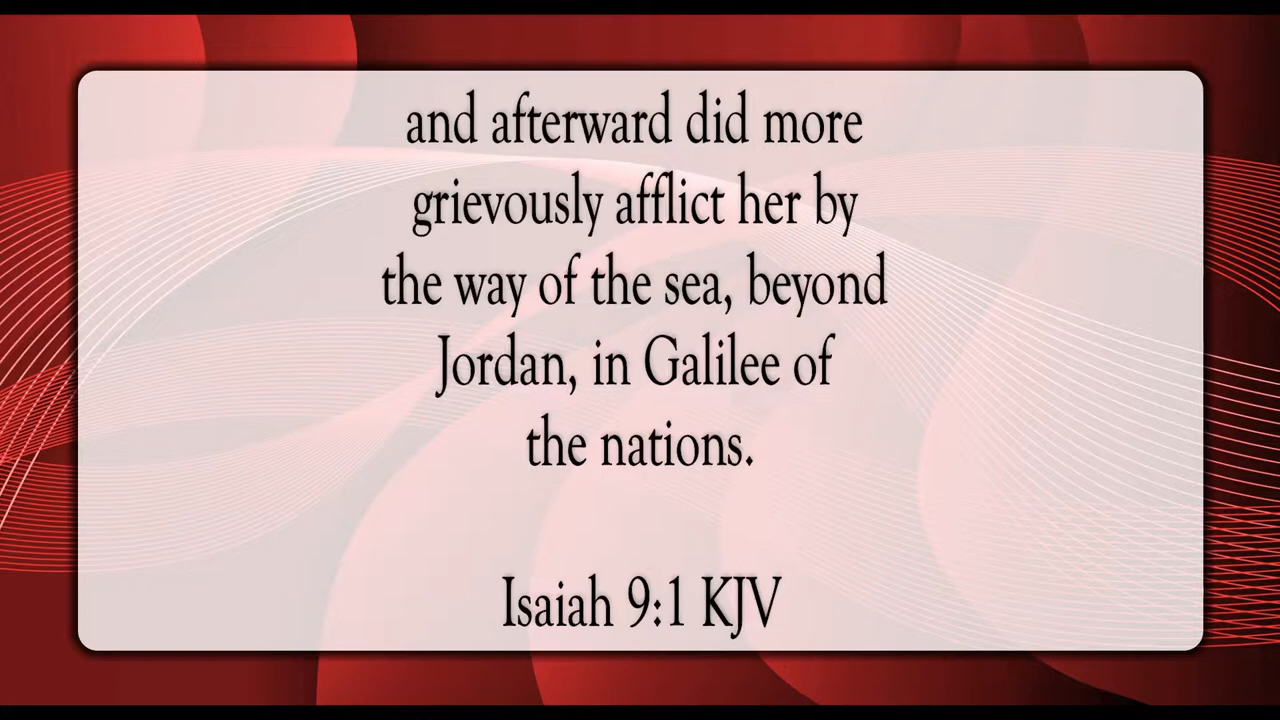 and afterward did more
grievously afflict her by
the way of the sea, beyond
Jordan, in Galilee of
the nations.
Isaiah 9:1 KJV